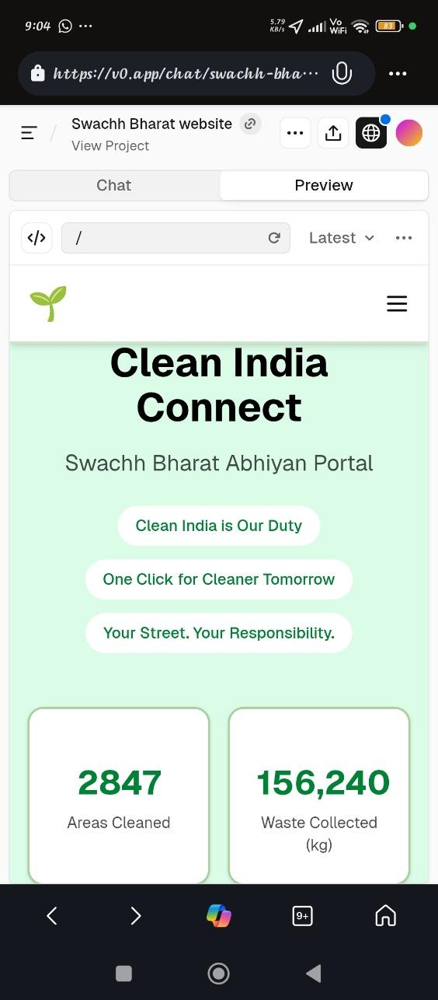 9:04
5.79
KB/s
Vo
WiFi
83
https://v0.app/chat/swachh-bha···
Swachh Bharat website
View Project
Chat
Preview
</>
/
Latest
Clean India
Connect
Swachh Bharat Abhiyan Portal
Clean India is Our Duty
One Click for Cleaner Tomorrow
Your Street. Your Responsibility.
2847
Areas Cleaned
156,240
Waste Collected
(kg)
9+